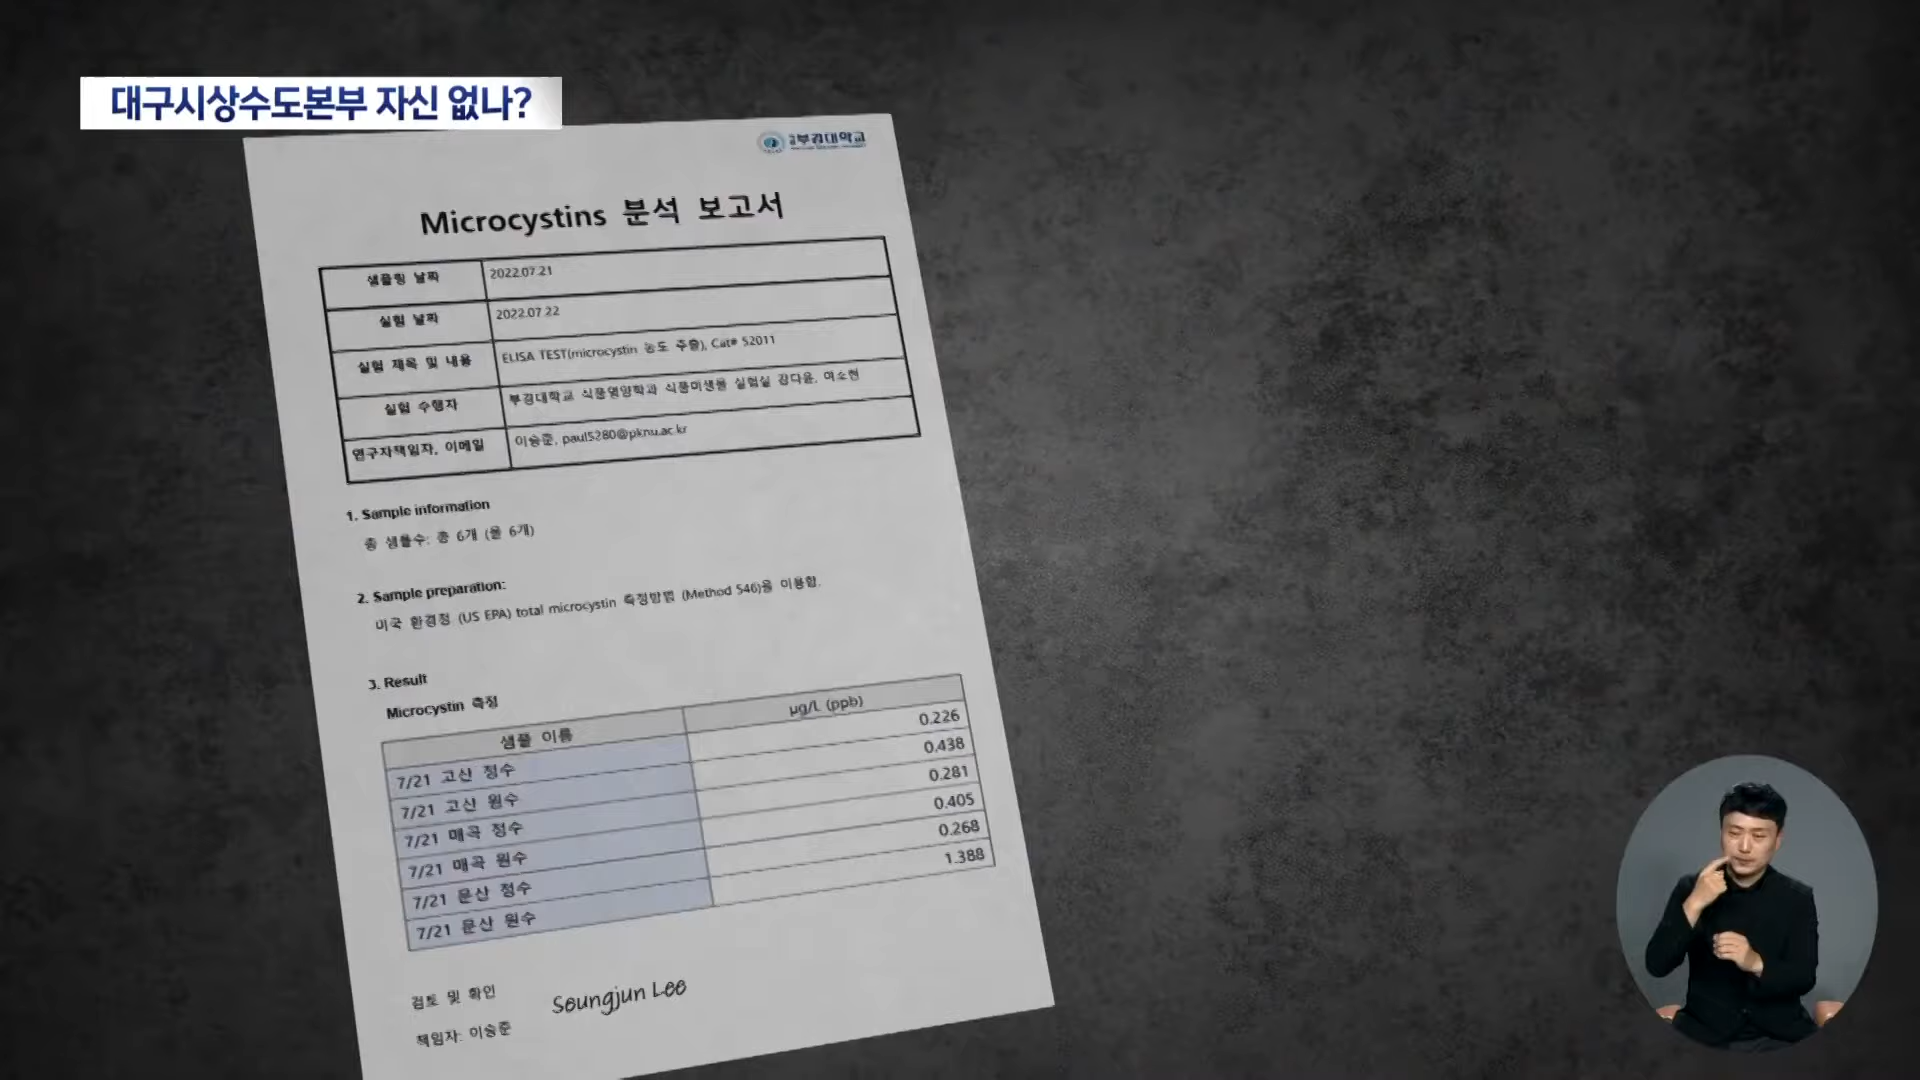 대구시상수도본부 자신 없나?
부경대학교
Microcystins 분석 보고서
샘플링 날짜 2022.07.21
실험 날짜 2022.07.22
실험 제목 및 내용 ELISA TEST(microcystin 농도 추출), Cat# 52011
실험 수행자 부경대학교 식품영양학과 식품미생물 실험실 강다윤, 여소현
연구자책임자, 이메일 이승준, paul5280@pknu.ac.kr
1. Sample information
총 샘플수: 총 6개 (물 6개)
2. Sample preparation:
미국 환경청 (US EPA) total microcystin 측정방법 (Method 546)을 이용함.
3. Result
Microcystin 측정
샘플 이름 µg/L (ppb)
7/21 고산 정수 0.226
7/21 고산 원수 0.438
7/21 매곡 정수 0.281
7/21 매곡 원수 0.405
7/21 문산 정수 0.268
7/21 문산 원수 1.388
검토 및 확인
Seungjun Lee
책임자: 이승준